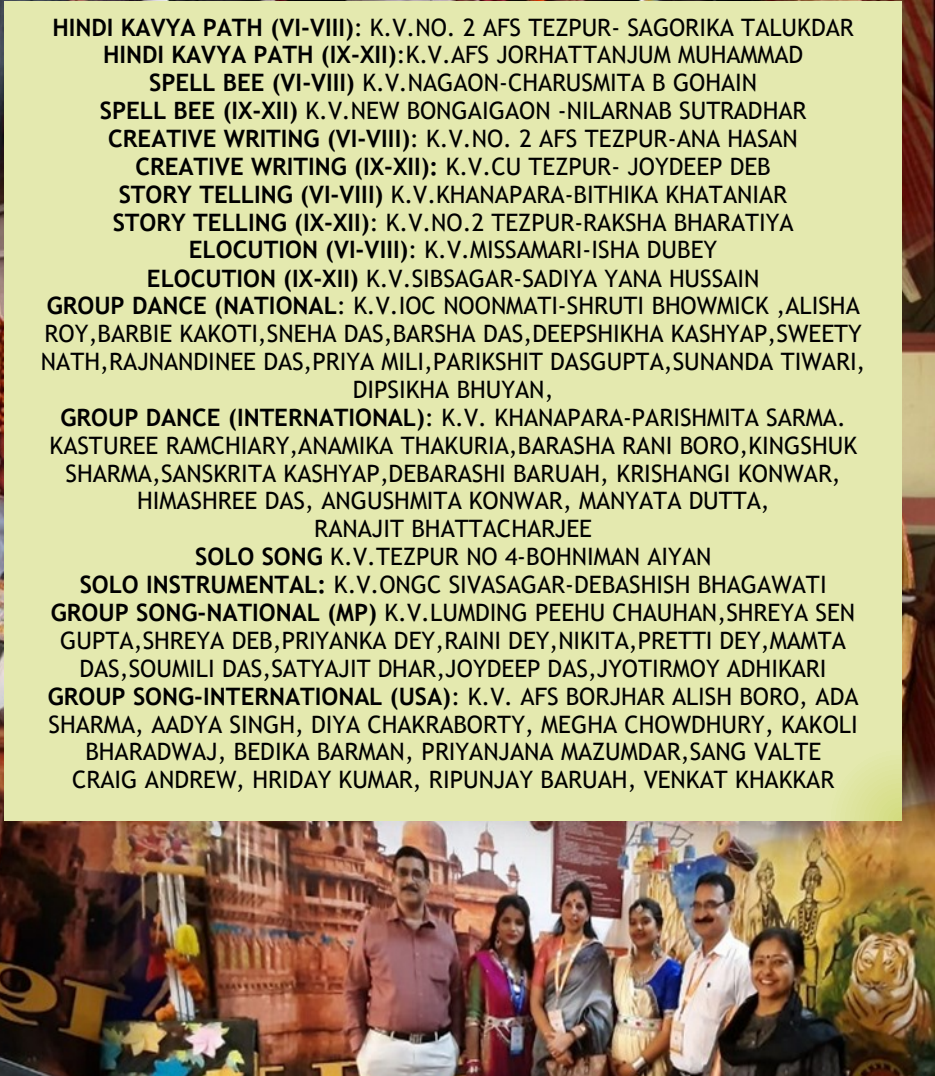 HINDI KAVYA PATH (VI-VIII): K.V.NO. 2 AFS TEZPUR- SAGORIKA TALUKDAR
HINDI KAVYA PATH (IX-XII):K.V.AFS JORHATTANJUM MUHAMMAD
SPELL BEE (VI-VIII) K.V.NAGAON-CHARUSMITA B GOHAIN
SPELL BEE (IX-XII) K.V.NEW BONGAIGAON -NILARNAB SUTRADHAR
CREATIVE WRITING (VI-VIII): K.V.NO. 2 AFS TEZPUR-ANA HASAN
CREATIVE WRITING (IX-XII): K.V.CU TEZPUR- JOYDEEP DEB
STORY TELLING (VI-VIII) K.V.KHANAPARA-BITHIKA KHATANIAR
STORY TELLING (IX-XII): K.V.NO.2 TEZPUR-RAKSHA BHARATIYA
ELOCUTION (VI-VIII): K.V.MISSAMARI-ISHA DUBEY
ELOCUTION (IX-XII) K.V.SIBSAGAR-SADIYA YANA HUSSAIN
GROUP DANCE (NATIONAL: K.V.IOC NOONMATI-SHRUTI BHOWMICK ,ALISHA
ROY,BARBIE KAKOTI,SNEHA DAS,BARSHA DAS,DEEPSHIKHA KASHYAP,SWEETY
NATH,RAJNANDINEE DAS,PRIYA MILI,PARIKSHIT DASGUPTA,SUNANDA TIWARI,
DIPSIKHA BHUYAN,
GROUP DANCE (INTERNATIONAL): K.V. KHANAPARA-PARISHMITA SARMA.
KASTUREE RAMCHIARY,ANAMIKA THAKURIA,BARASHA RANI BORO,KINGSHUK
SHARMA,SANSKRITA KASHYAP,DEBARASHI BARUAH, KRISHANGI KONWAR,
HIMASHREE DAS, ANGUSHMITA KONWAR, MANYATA DUTTA,
RANAJIT BHATTACHARJEE
SOLO SONG K.V.TEZPUR NO 4-BOHNIMAN AIYAN
SOLO INSTRUMENTAL: K.V.ONGC SIVASAGAR-DEBASHISH BHAGAWATI
GROUP SONG-NATIONAL (MP) K.V.LUMDING PEEHU CHAUHAN,SHREYA SEN
GUPTA,SHREYA DEB,PRIYANKA DEY,RAINI DEY,NIKITA,PRETTI DEY,MAMTA
DAS,SOUMILI DAS,SATYAJIT DHAR,JOYDEEP DAS,JYOTIRMOY ADHIKARI
GROUP SONG-INTERNATIONAL (USA): K.V. AFS BORJHAR ALISH BORO, ADA
SHARMA, AADYA SINGH, DIYA CHAKRABORTY, MEGHA CHOWDHURY, KAKOLI
BHARADWAJ, BEDIKA BARMAN, PRIYANJANA MAZUMDAR,SANG VALTE
CRAIG ANDREW, HRIDAY KUMAR, RIPUNJAY BARUAH, VENKAT KHAKKAR